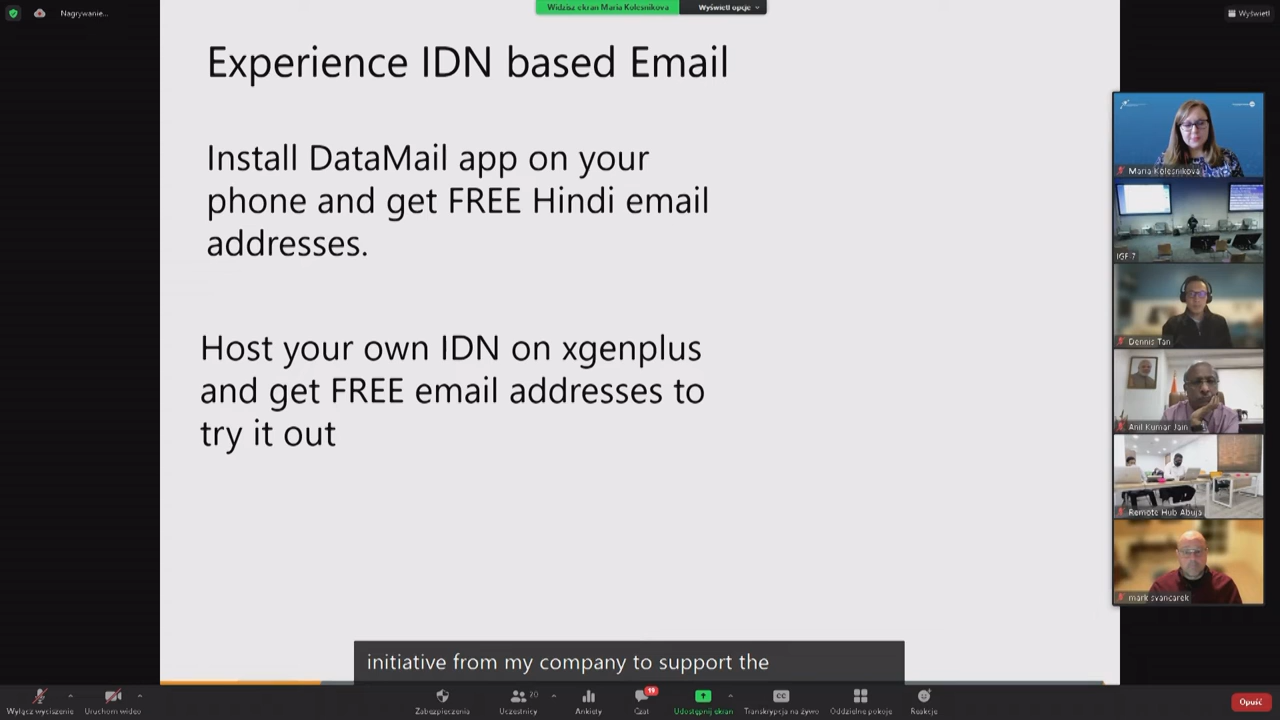 Nagrywanie...
Widzisz ekran Maria Kolesnikova
Wyświetl opcje
Wyświetl
Experience IDN based Email
Install DataMail app on your
phone and get FREE Hindi email
addresses.
Host your own IDN on xgenplus
and get FREE email addresses to
try it out
Maria Kolesnikova
IGF 7
Dennis Tan
Anil Kumar Jain
Remote Hub Abuja
mark svancarek
initiative from my company to support the
Wyłącz wyciszenie
Uruchom wideo
Zabezpieczenia
20
Uczestnicy
Ankiety
19
Czat
Udostępnij ekran
Transkrypcja na żywo
Oddzielne pokoje
Reakcje
Opuść